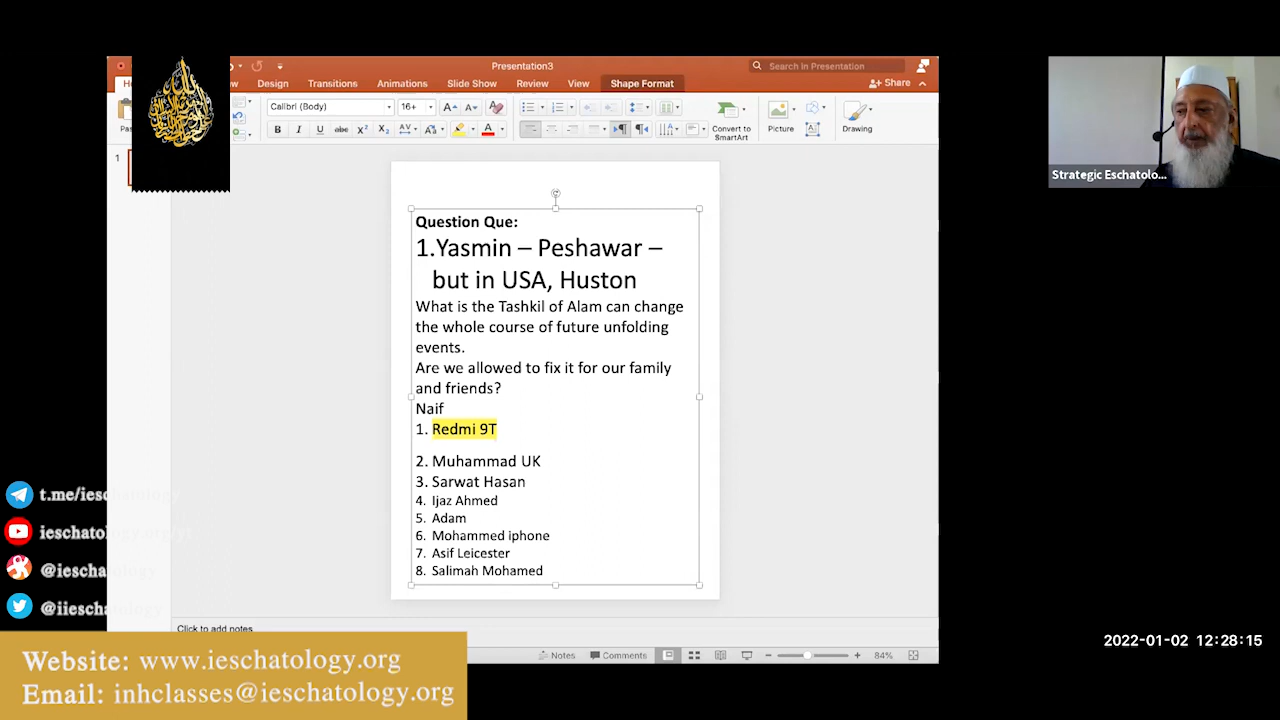 Presentation3
Search in Presentation
Design Transitions Animations Slide Show Review View Shape Format Share
Calibri (Body) 16+
Convert to SmartArt
Picture
Drawing
1
Question Que:
1.Yasmin – Peshawar –
but in USA, Huston
What is the Tashkil of Alam can change
the whole course of future unfolding
events.
Are we allowed to fix it for our family
and friends?
Naif
1. Redmi 9T
2. Muhammad UK
3. Sarwat Hasan
4. Ijaz Ahmed
5. Adam
6. Mohammed iphone
7. Asif Leicester
8. Salimah Mohamed
Click to add notes
Notes Comments 84%
Strategic Eschatolo...
t.me/ieschatology
@iieschatology
2022-01-02 12:28:15
Website: www.ieschatology.org
Email: inhclasses@ieschatology.org